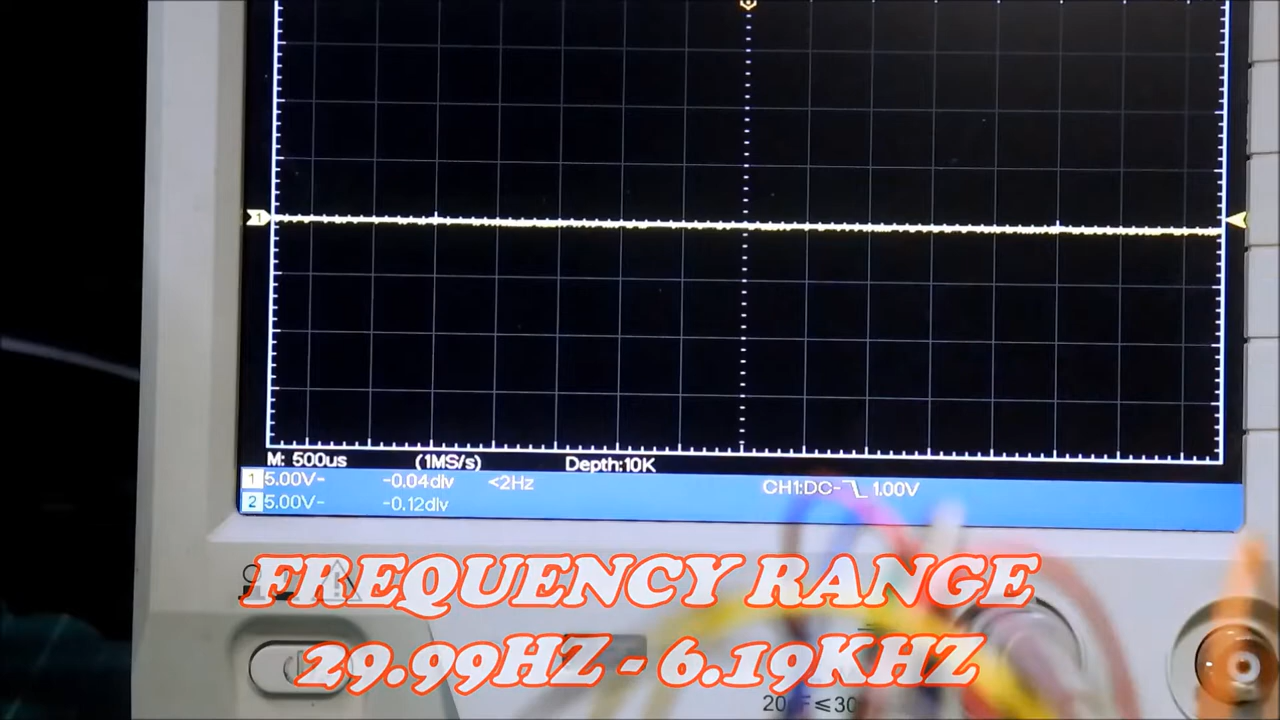 1
M: 500us (1MS/s) Depth:10K
1 5.00V -0.04div <2Hz CH1:DC- 1.00V
2 5.00V -0.12div
FREQUENCY RANGE
29.99HZ - 6.19KHZ